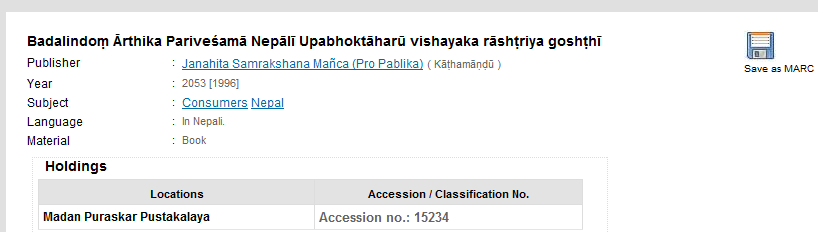 Badalindoṃ Ārthika Pariveśamā Nepālī Upabhoktāharū vishayaka rāshṭriya goshṭhī
Publisher : Janahita Samrakshana Mañca (Pro Pablika) ( Kāṭhamāṇḍū )
Year : 2053 [1996]
Subject : Consumers Nepal
Language : In Nepali.
Material : Book
Save as MARC
Holdings
Locations Accession / Classification No.
Madan Puraskar Pustakalaya Accession no.: 15234